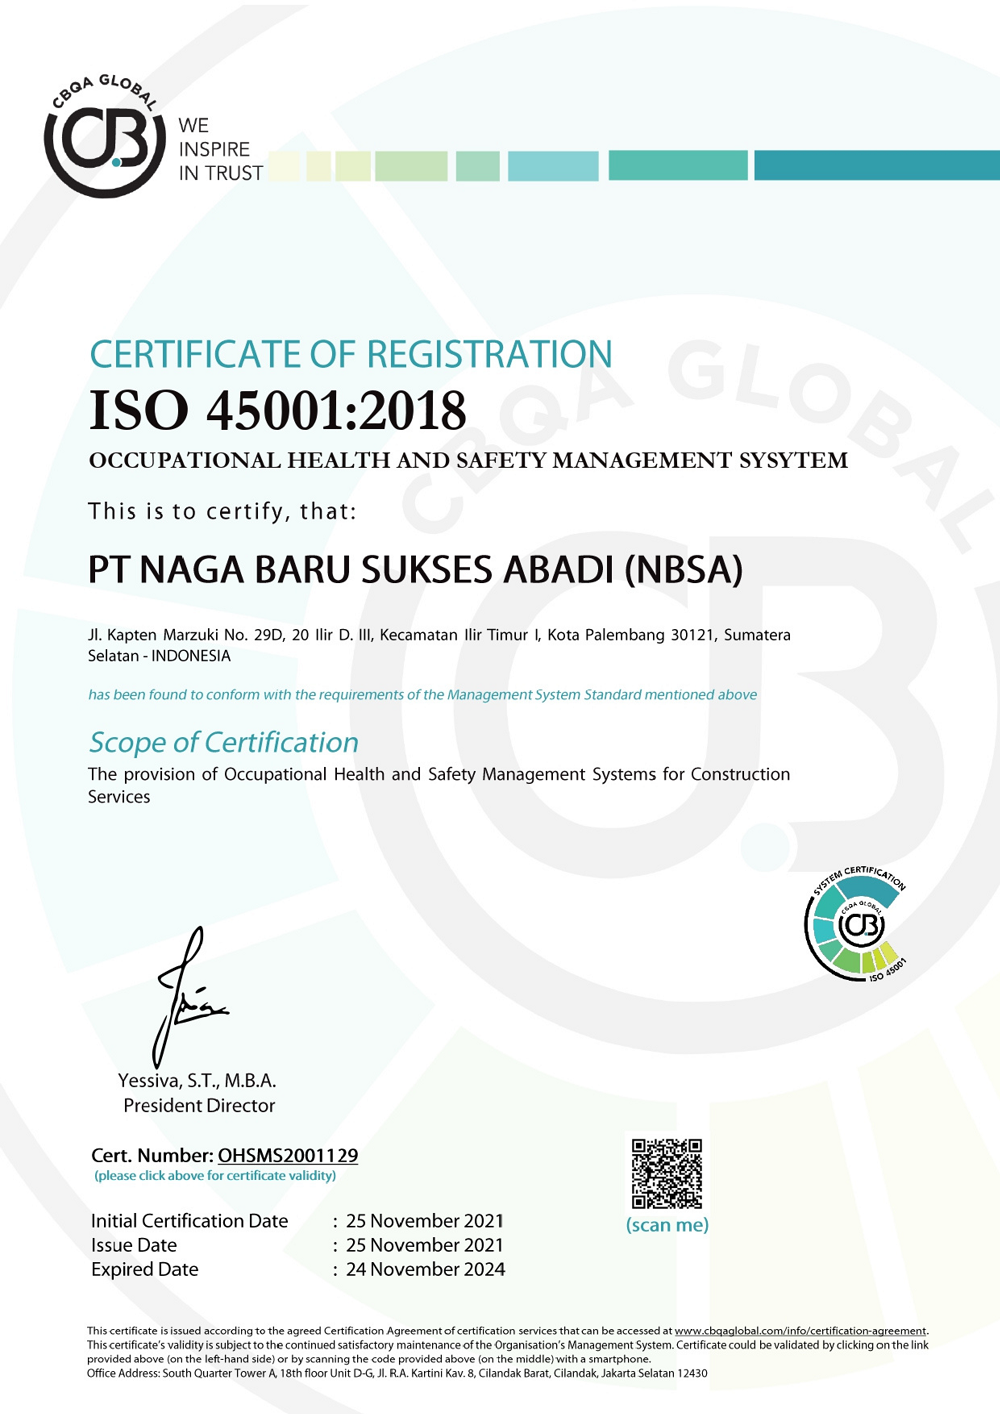 CBQA GLOBAL
CB
WE
INSPIRE
IN TRUST
CERTIFICATE OF REGISTRATION
ISO 45001:2018
OCCUPATIONAL HEALTH AND SAFETY MANAGEMENT SYSYTEM
This is to certify, that:
PT NAGA BARU SUKSES ABADI (NBSA)
Jl. Kapten Marzuki No. 29D, 20 Ilir D. III, Kecamatan Ilir Timur I, Kota Palembang 30121, Sumatera
Selatan - INDONESIA
has been found to conform with the requirements of the Management System Standard mentioned above
Scope of Certification
The provision of Occupational Health and Safety Management Systems for Construction
Services
CBQA GLOBAL
CB
SYSTEM CERTIFICATION
CBQA GLOBAL
CB
ISO 45001
Yessiva, S.T., M.B.A.
President Director
Cert. Number: OHSMS2001129
(please click above for certificate validity)
Initial Certification Date : 25 November 2021
Issue Date : 25 November 2021
Expired Date : 24 November 2024
(scan me)
This certificate is issued according to the agreed Certification Agreement of certification services that can be accessed at www.cbqaglobal.com/info/certification-agreement.
This certificate's validity is subject to the continued satisfactory maintenance of the Organisation's Management System. Certificate could be validated by clicking on the link
provided above (on the left-hand side) or by scanning the code provided above (on the middle) with a smartphone.
Office Address: South Quarter Tower A, 18th floor Unit D-G, Jl. R.A. Kartini Kav. 8, Cilandak Barat, Cilandak, Jakarta Selatan 12430